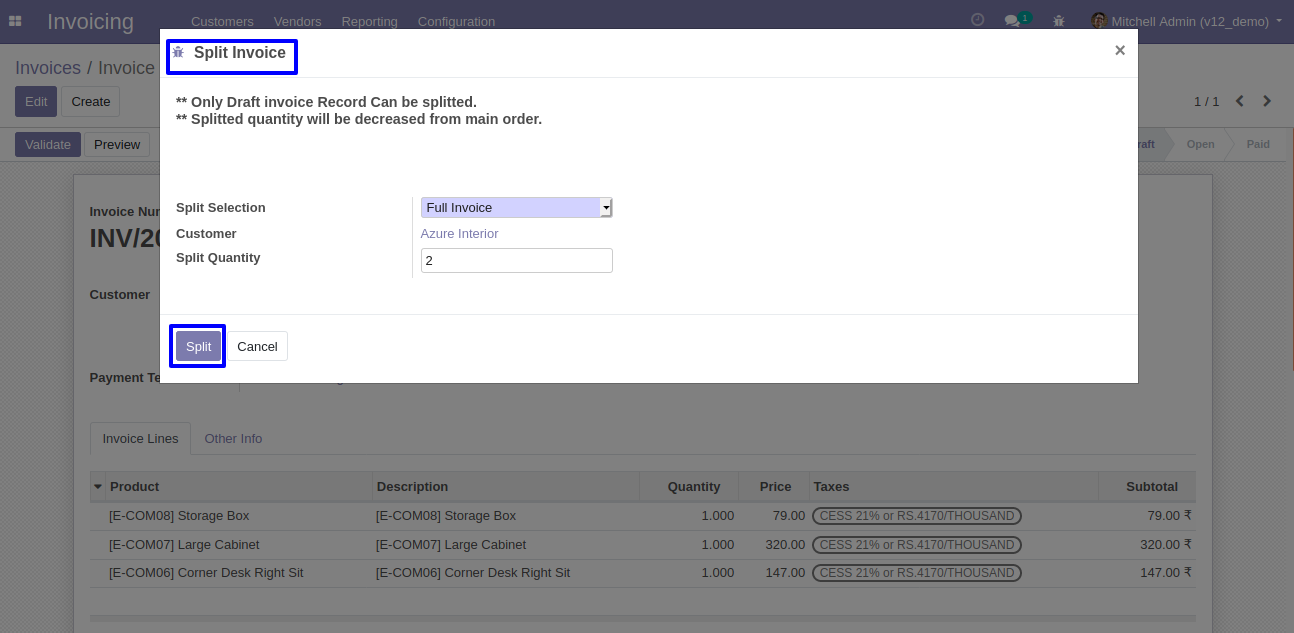 Invoicing Customers Vendors Reporting Configuration 1 Mitchell Admin (v12_demo)
Split Invoice ×
Invoices / Invoice
Edit Create 1 / 1
** Only Draft invoice Record Can be splitted.
** Splitted quantity will be decreased from main order.
Validate Preview raft Open Paid
Split Selection Full Invoice
Customer Azure Interior
Split Quantity 2
Invoice Nu
INV/20
Customer
Split Cancel
Payment Te
Invoice Lines Other Info
Product Description Quantity Price Taxes Subtotal
[E-COM08] Storage Box [E-COM08] Storage Box 1.000 79.00 CESS 21% or RS.4170/THOUSAND 79.00 ₹
[E-COM07] Large Cabinet [E-COM07] Large Cabinet 1.000 320.00 CESS 21% or RS.4170/THOUSAND 320.00 ₹
[E-COM06] Corner Desk Right Sit [E-COM06] Corner Desk Right Sit 1.000 147.00 CESS 21% or RS.4170/THOUSAND 147.00 ₹